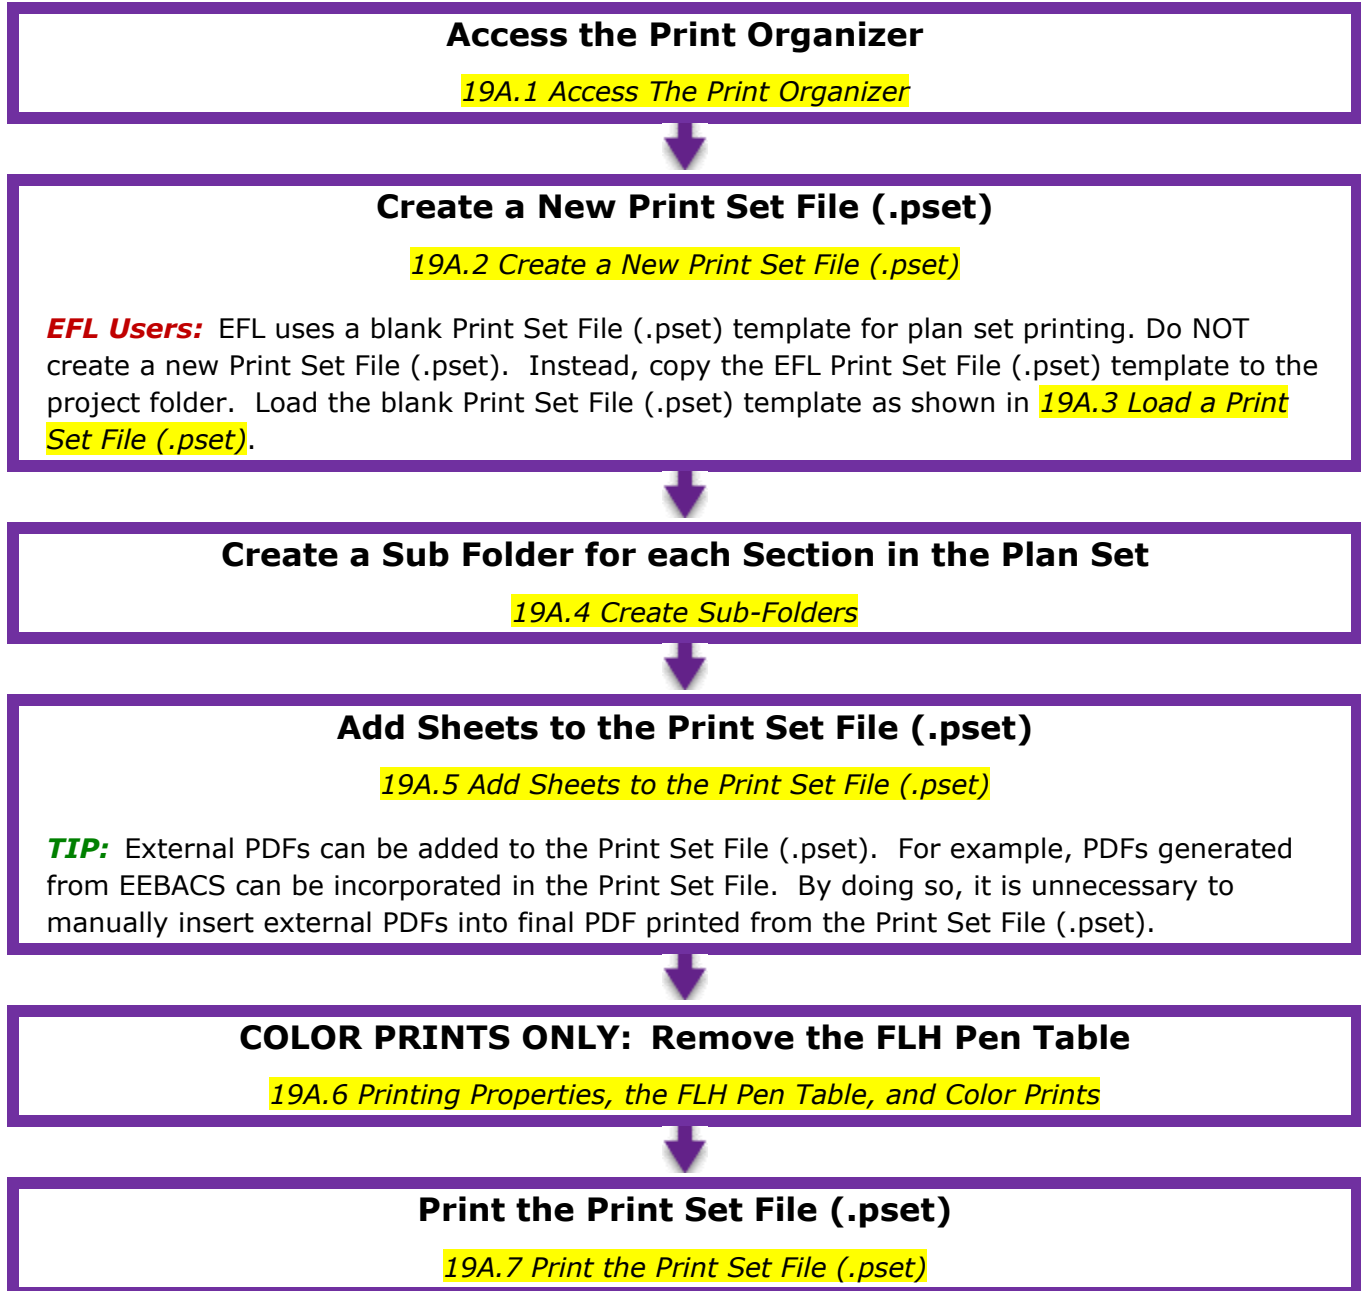 Access the Print Organizer
19A.1 Access The Print Organizer
Create a New Print Set File (.pset)
19A.2 Create a New Print Set File (.pset)
EFL Users: EFL uses a blank Print Set File (.pset) template for plan set printing. Do NOT
create a new Print Set File (.pset). Instead, copy the EFL Print Set File (.pset) template to the
project folder. Load the blank Print Set File (.pset) template as shown in 19A.3 Load a Print
Set File (.pset).
Create a Sub Folder for each Section in the Plan Set
19A.4 Create Sub-Folders
Add Sheets to the Print Set File (.pset)
19A.5 Add Sheets to the Print Set File (.pset)
TIP: External PDFs can be added to the Print Set File (.pset). For example, PDFs generated
from EEBACS can be incorporated in the Print Set File. By doing so, it is unnecessary to
manually insert external PDFs into final PDF printed from the Print Set File (.pset).
COLOR PRINTS ONLY: Remove the FLH Pen Table
19A.6 Printing Properties, the FLH Pen Table, and Color Prints
Print the Print Set File (.pset)
19A.7 Print the Print Set File (.pset)